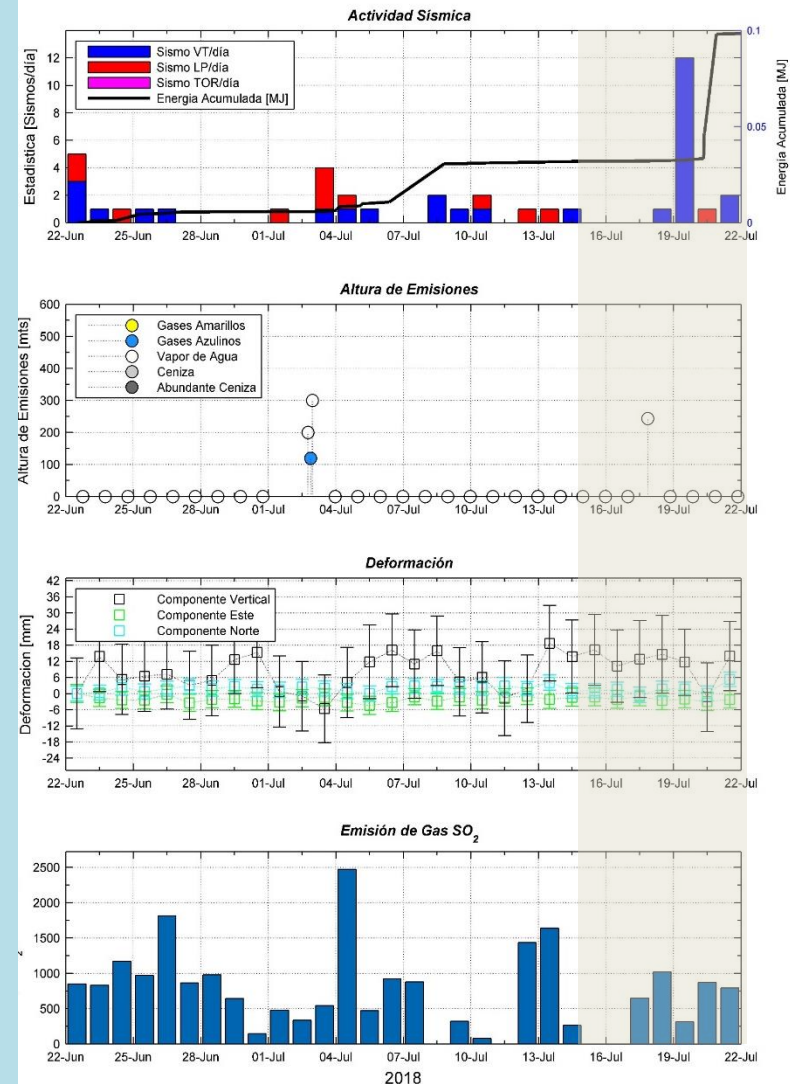 Actividad Sísmica
Estadística [Sismos/día]
12
10
8
6
4
2
0
Sismo VT/día
Sismo LP/día
Sismo TOR/día
Energia Acumulada [MJ]
0.1
0.05
0
Energia Acumulada [MJ]
22-Jun 25-Jun 28-Jun 01-Jul 04-Jul 07-Jul 10-Jul 13-Jul 16-Jul 19-Jul 22-Jul
Altura de Emisiones
Altura de Emisiones [mts]
600
500
400
300
200
100
0
Gases Amarillos
Gases Azulinos
Vapor de Agua
Ceniza
Abundante Ceniza
22-Jun 25-Jun 28-Jun 01-Jul 04-Jul 07-Jul 10-Jul 13-Jul 16-Jul 19-Jul 22-Jul
Deformación
Deformacion [mm]
42
36
30
24
18
12
6
0
-6
-12
-18
-24
Componente Vertical
Componente Este
Componente Norte
22-Jun 25-Jun 28-Jun 01-Jul 04-Jul 07-Jul 10-Jul 13-Jul 16-Jul 19-Jul 22-Jul
Emisión de Gas SO2
2500
2000
1500
1000
500
0
22-Jun 25-Jun 28-Jun 01-Jul 04-Jul 07-Jul 10-Jul 13-Jul 16-Jul 19-Jul 22-Jul
2018